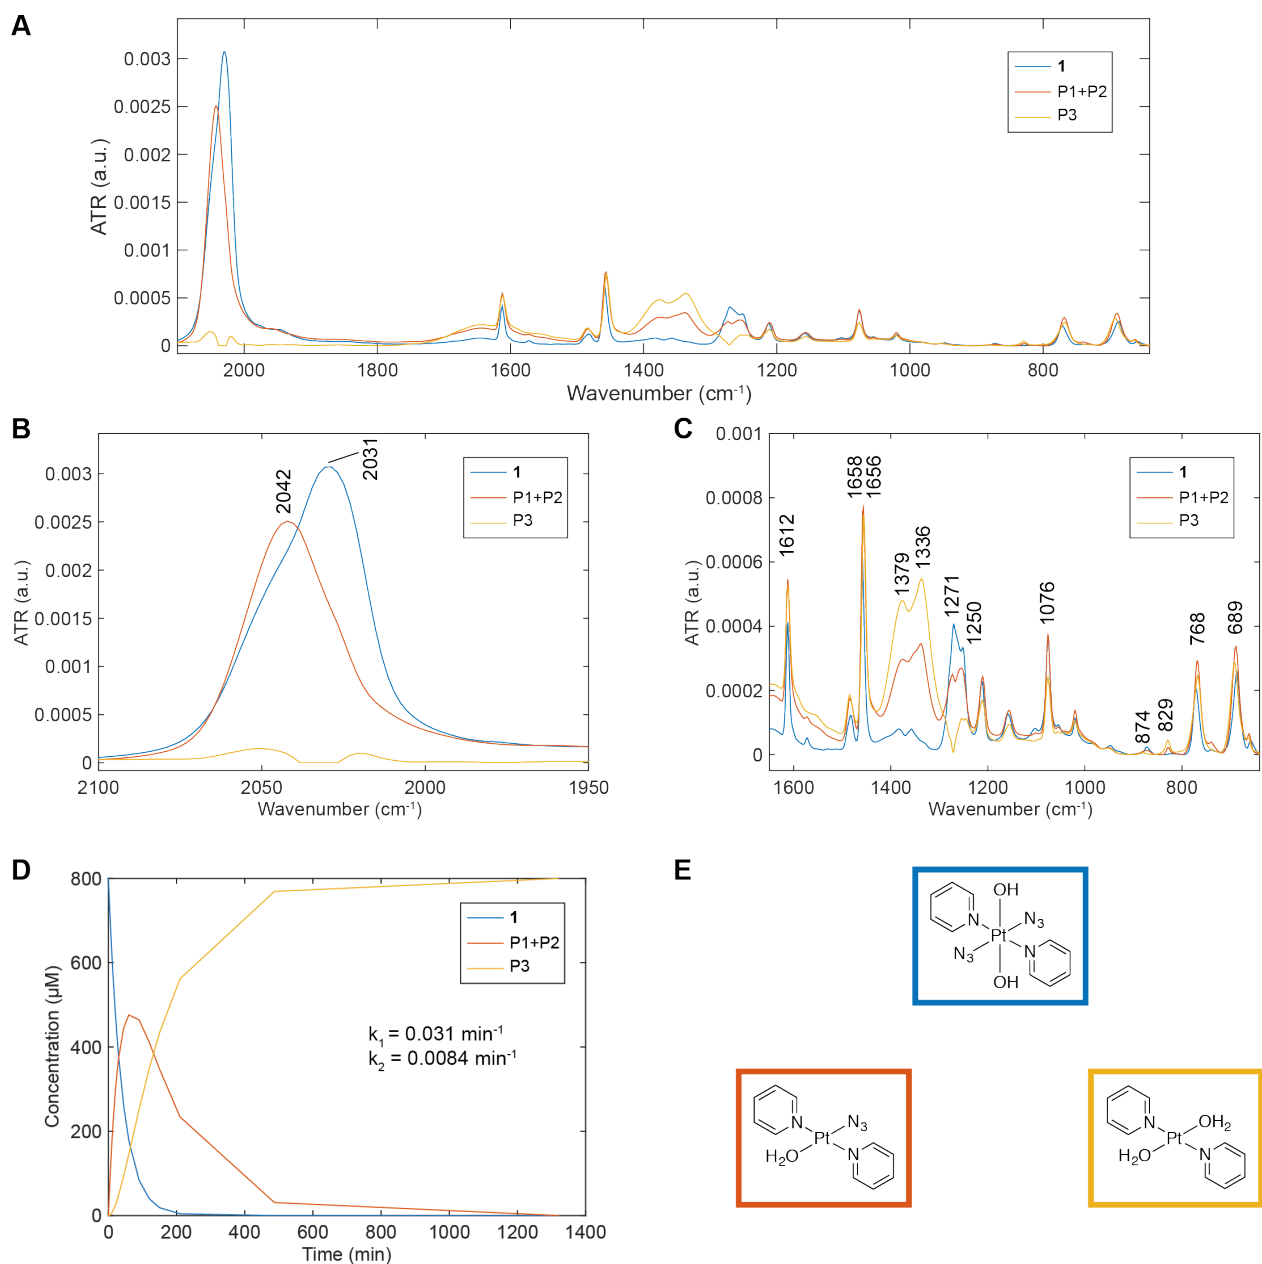 A
0.003
0.0025
0.002
0.0015
0.001
0.0005
0
ATR (a.u.)
1
P1+P2
P3
2000 1800 1600 1400 1200 1000 800
Wavenumber (cm-1)
B
0.003
0.0025
0.002
0.0015
0.001
0.0005
0
ATR (a.u.)
2042
2031
1
P1+P2
P3
2100 2050 2000 1950
Wavenumber (cm-1)
C
0.001
0.0008
0.0006
0.0004
0.0002
0
ATR (a.u.)
1612
1658
1656
1379
1336
1271
1250
1076
874
829
768
689
1
P1+P2
P3
1600 1400 1200 1000 800
Wavenumber (cm-1)
D
800
600
400
200
0
Concentration (µM)
1
P1+P2
P3
k1 = 0.031 min-1
k2 = 0.0084 min-1
0 200 400 600 800 1000 1200 1400
Time (min)
E
OH
N N3
Pt
N3 N
OH
N N3
Pt
H2O N
N OH2
Pt
H2O N